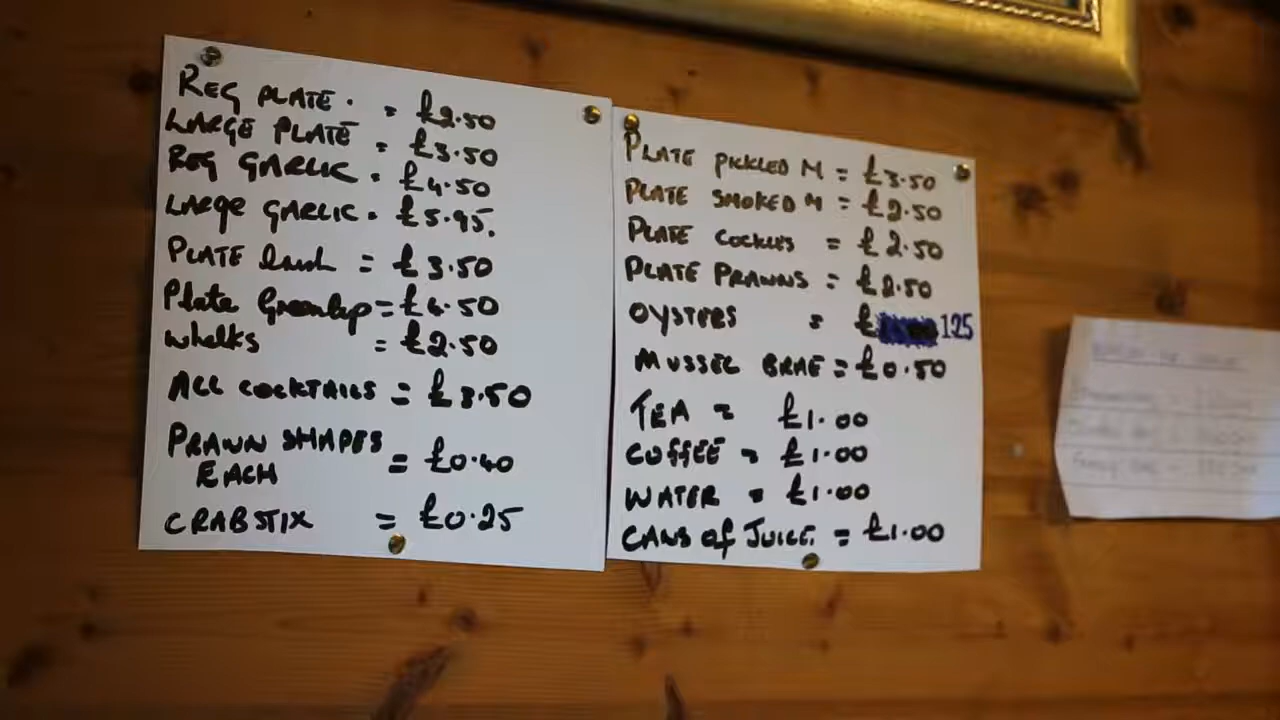 REG PLATE. = £2.50
LARGE PLATE = £3.50
REG GARLIC = £4.50
LARGE GARLIC = £5.95.
PLATE = £3.50
Plate Greenlip = £4.50
whelks = £2.50
ALL COCKTAILS = £3.50
PRAWN SHAPES
EACH = £0.40
CRABSTIX = £0.25
PLATE PICKLED M = £3.50
PLATE SMOKED M = £2.50
PLATE COCKLES = £2.50
PLATE PRAWNS = £2.50
OYSTERS = £ 125
MUSSEL BRAE = £0.50
TEA = £1.00
COFFEE = £1.00
WATER = £1.00
CANS of JUICE = £1.00